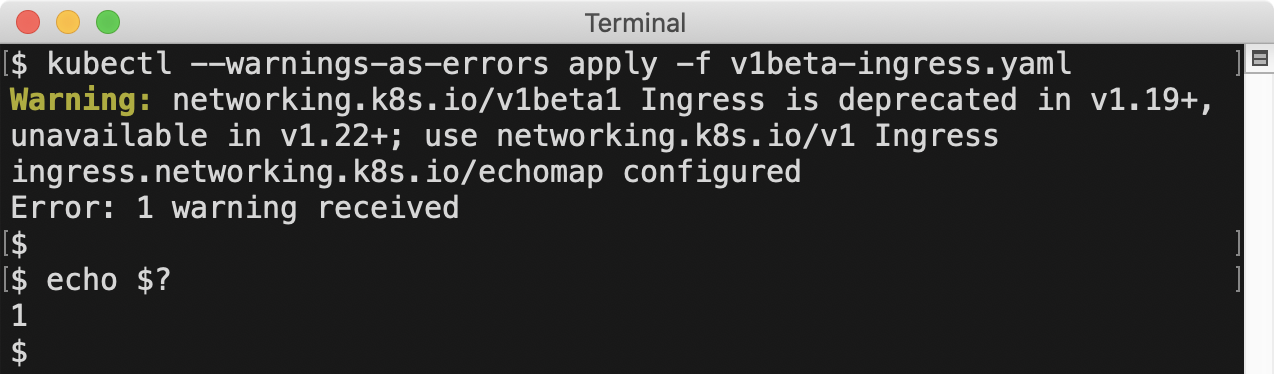 Terminal
[$ kubectl --warnings-as-errors apply -f v1beta-ingress.yaml ]
Warning: networking.k8s.io/v1beta1 Ingress is deprecated in v1.19+,
unavailable in v1.22+; use networking.k8s.io/v1 Ingress
ingress.networking.k8s.io/echomap configured
Error: 1 warning received
[$ ]
[$ echo $? ]
1
$